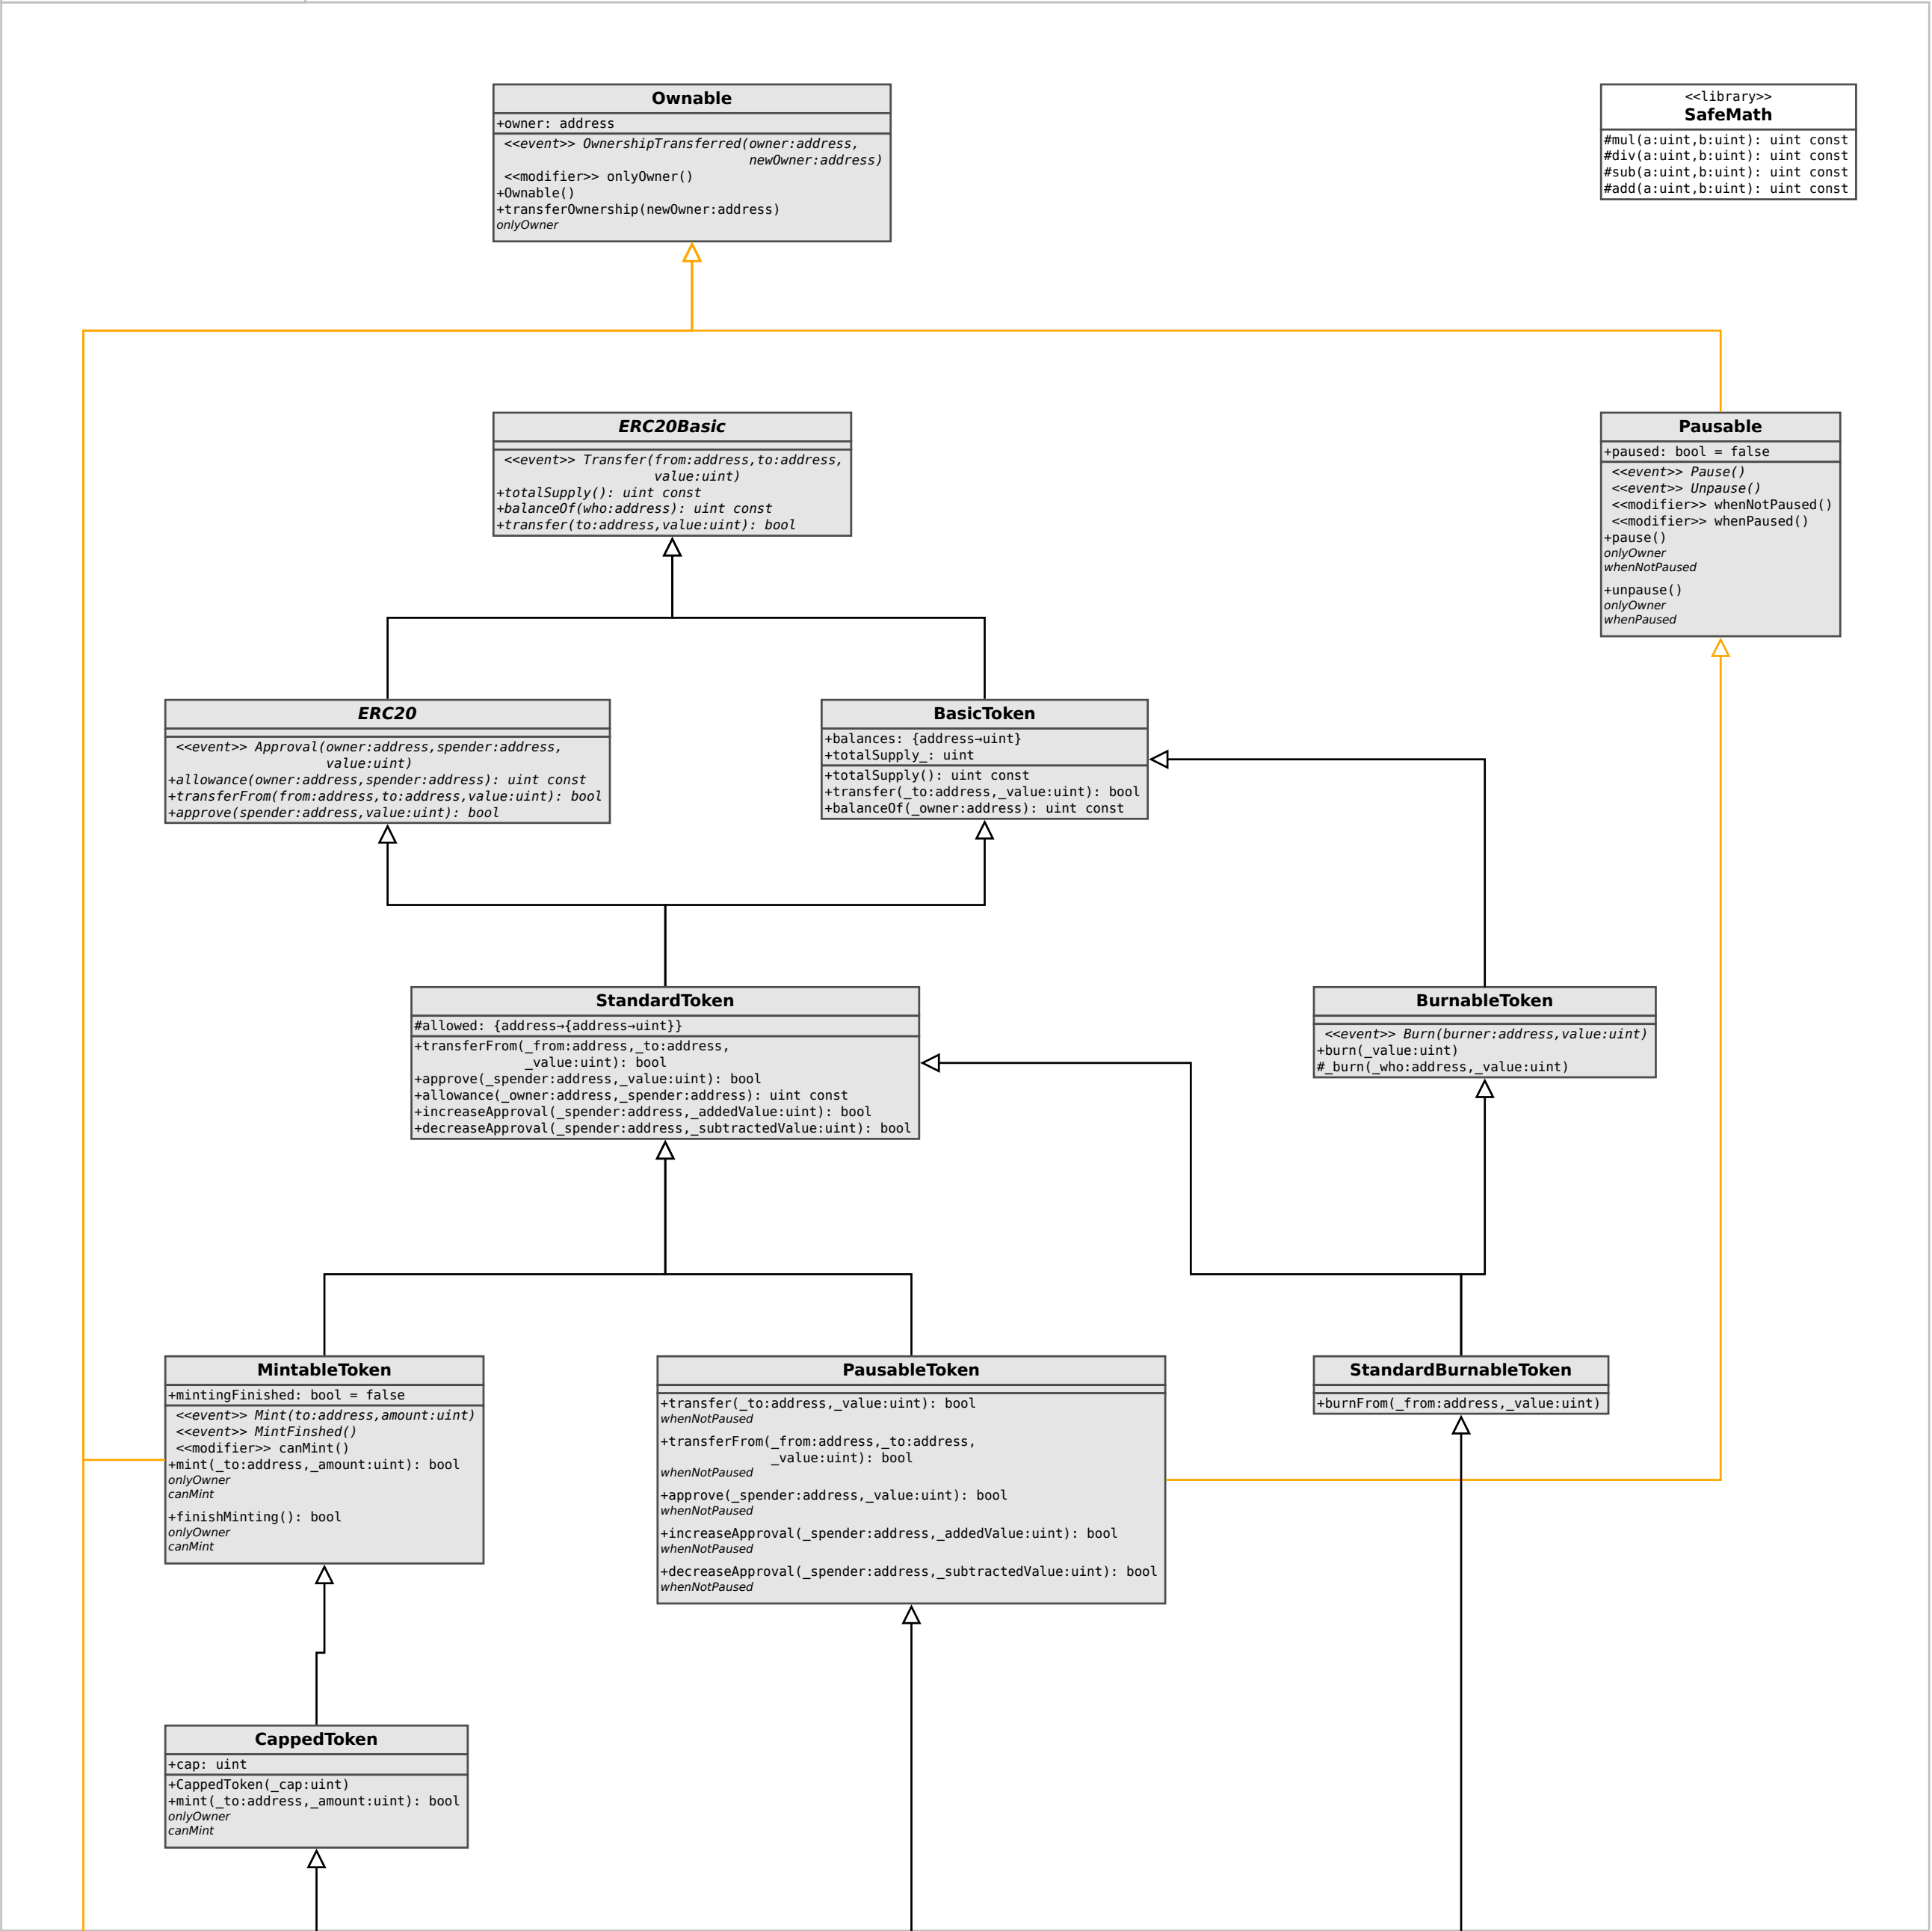 Ownable
+owner: address
<<event>> OwnershipTransferred(owner:address,
newOwner:address)
<<modifier>> onlyOwner()
+Ownable()
+transferOwnership(newOwner:address)
onlyOwner
<<library>>
SafeMath
#mul(a:uint,b:uint): uint const
#div(a:uint,b:uint): uint const
#sub(a:uint,b:uint): uint const
#add(a:uint,b:uint): uint const
ERC20Basic
<<event>> Transfer(from:address,to:address,
value:uint)
+totalSupply(): uint const
+balanceOf(who:address): uint const
+transfer(to:address,value:uint): bool
Pausable
+paused: bool = false
<<event>> Pause()
<<event>> Unpause()
<<modifier>> whenNotPaused()
<<modifier>> whenPaused()
+pause()
onlyOwner
whenNotPaused
+unpause()
onlyOwner
whenPaused
ERC20
<<event>> Approval(owner:address,spender:address,
value:uint)
+allowance(owner:address,spender:address): uint const
+transferFrom(from:address,to:address,value:uint): bool
+approve(spender:address,value:uint): bool
BasicToken
+balances: {address→uint}
+totalSupply_: uint
+totalSupply(): uint const
+transfer(_to:address,_value:uint): bool
+balanceOf(_owner:address): uint const
StandardToken
#allowed: {address→{address→uint}}
+transferFrom(_from:address,_to:address,
_value:uint): bool
+approve(_spender:address,_value:uint): bool
+allowance(_owner:address,_spender:address): uint const
+increaseApproval(_spender:address,_addedValue:uint): bool
+decreaseApproval(_spender:address,_subtractedValue:uint): bool
BurnableToken
<<event>> Burn(burner:address,value:uint)
+burn(_value:uint)
#_burn(_who:address,_value:uint)
MintableToken
+mintingFinished: bool = false
<<event>> Mint(to:address,amount:uint)
<<event>> MintFinshed()
<<modifier>> canMint()
+mint(_to:address,_amount:uint): bool
onlyOwner
canMint
+finishMinting(): bool
onlyOwner
canMint
PausableToken
+transfer(_to:address,_value:uint): bool
whenNotPaused
+transferFrom(_from:address,_to:address,
_value:uint): bool
whenNotPaused
+approve(_spender:address,_value:uint): bool
whenNotPaused
+increaseApproval(_spender:address,_addedValue:uint): bool
whenNotPaused
+decreaseApproval(_spender:address,_subtractedValue:uint): bool
whenNotPaused
StandardBurnableToken
+burnFrom(_from:address,_value:uint)
CappedToken
+cap: uint
+CappedToken(_cap:uint)
+mint(_to:address,_amount:uint): bool
onlyOwner
canMint